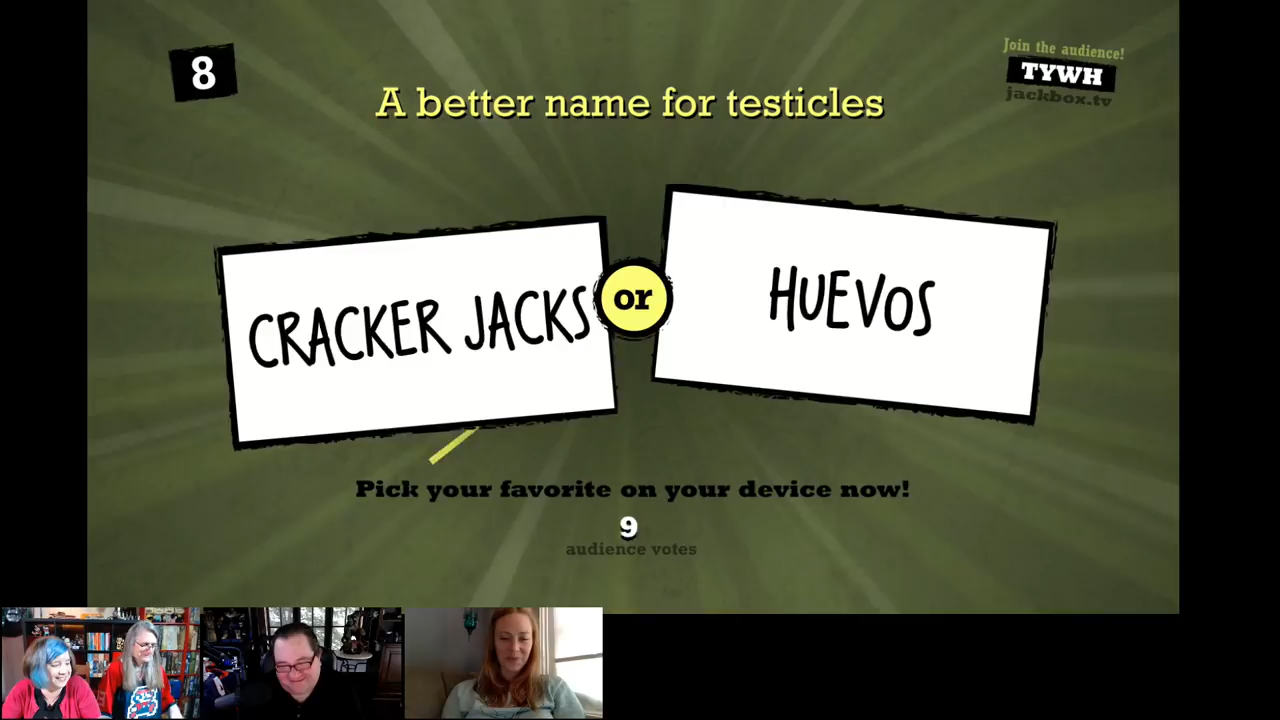 8
Join the audience!
TYWH
jackbox.tv
A better name for testicles
CRACKER JACKS
or
HUEVOS
Pick your favorite on your device now!
9
audience votes